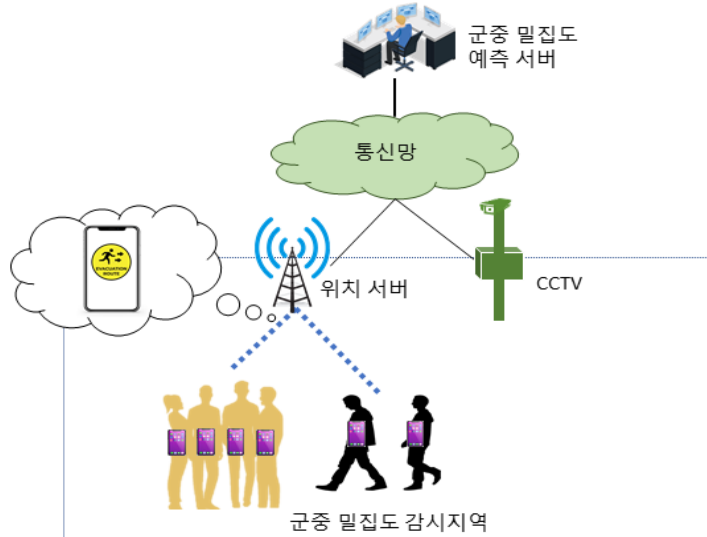 군중 밀집도
예측 서버
통신망
EVACUATION
ROUTE
위치 서버
CCTV
군중 밀집도 감시지역